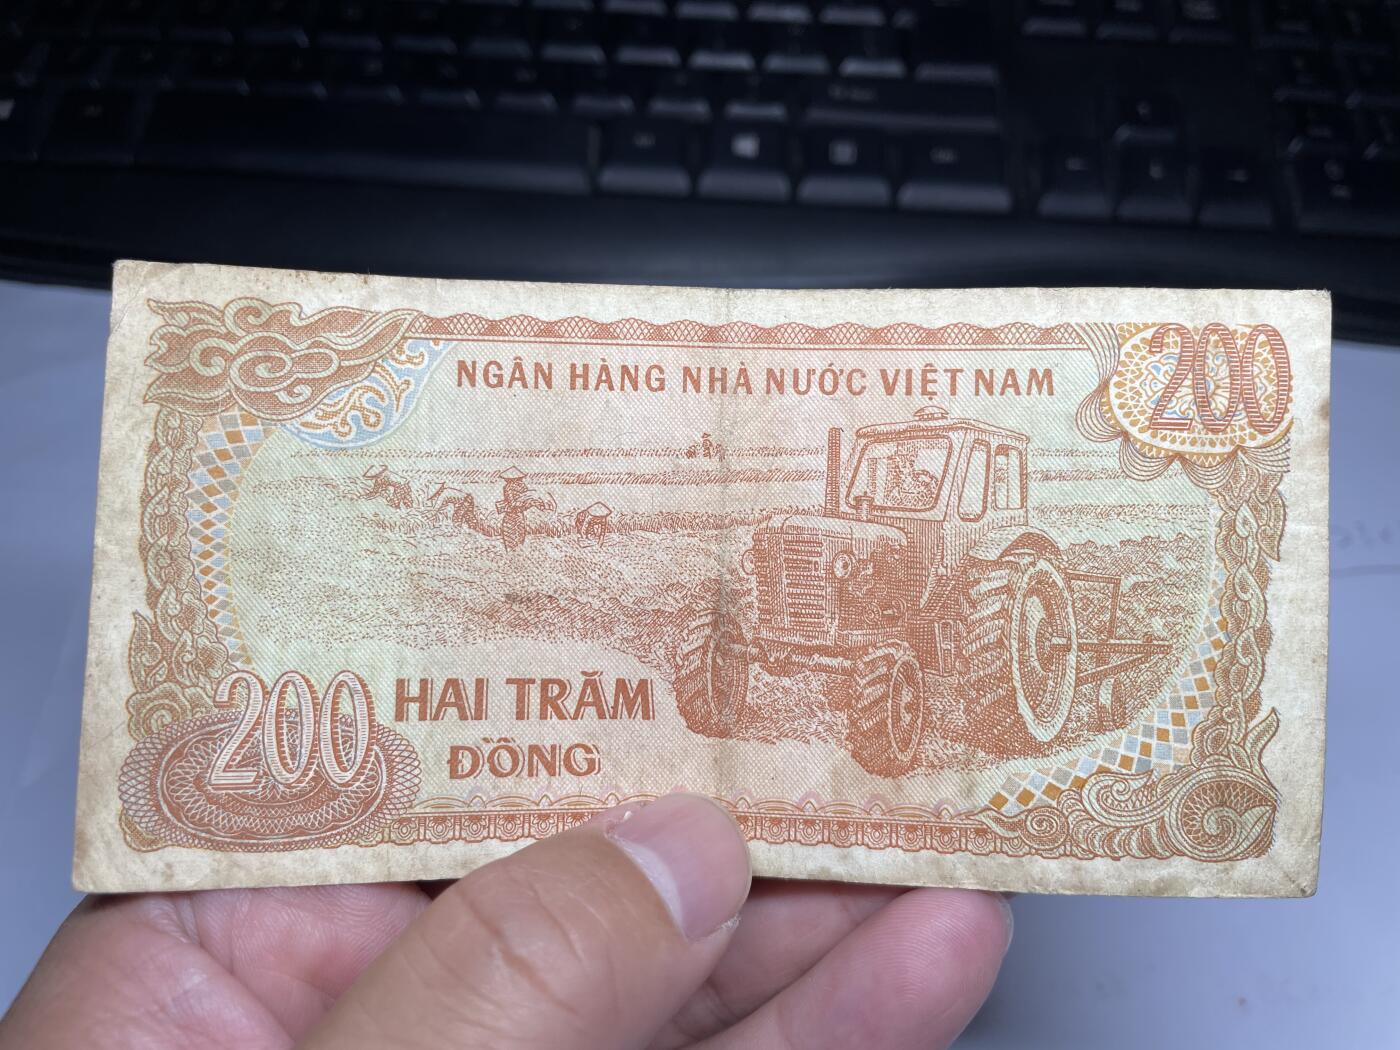 NGÂN HÀNG NHÀ NƯỚC VIỆT NAM
200
200
HAI TRĂM
ĐỒNG